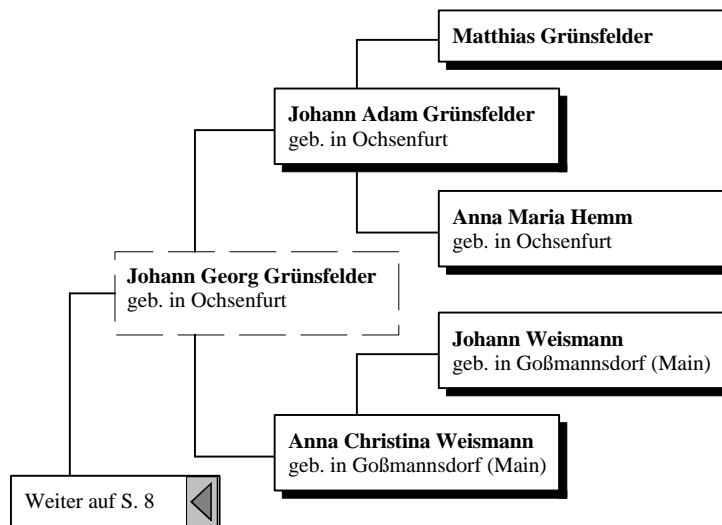 Matthias Grünsfelder
Johann Adam Grünsfelder
geb. in Ochsenfurt
Anna Maria Hemm
geb. in Ochsenfurt
Johann Georg Grünsfelder
geb. in Ochsenfurt
Johann Weismann
geb. in Goßmannsdorf (Main)
Anna Christina Weismann
geb. in Goßmannsdorf (Main)
Weiter auf S. 8